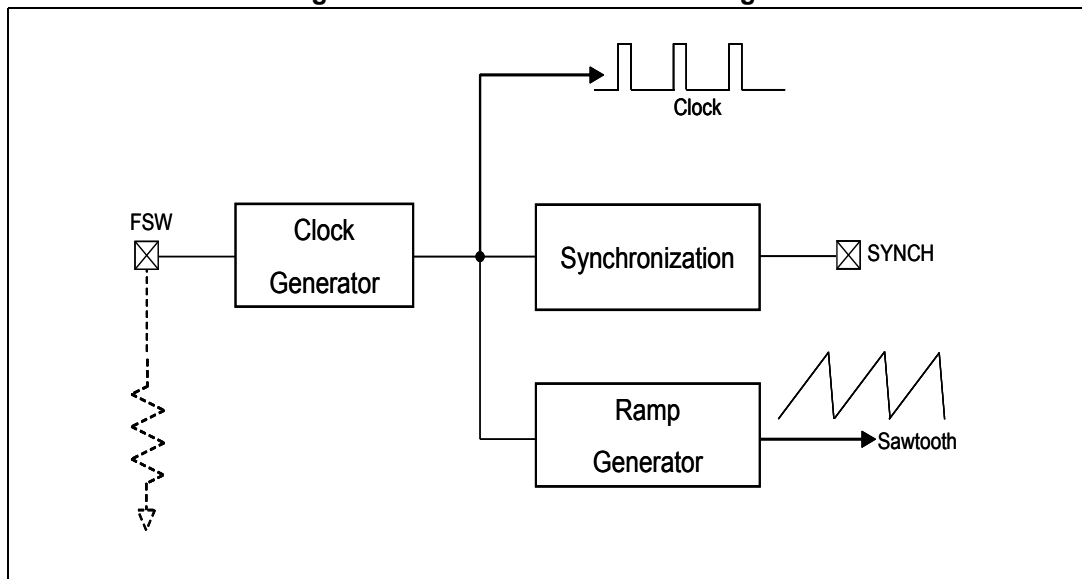 Clock
FSW
Clock
Generator
Synchronization
SYNCH
Ramp
Generator
Sawtooth